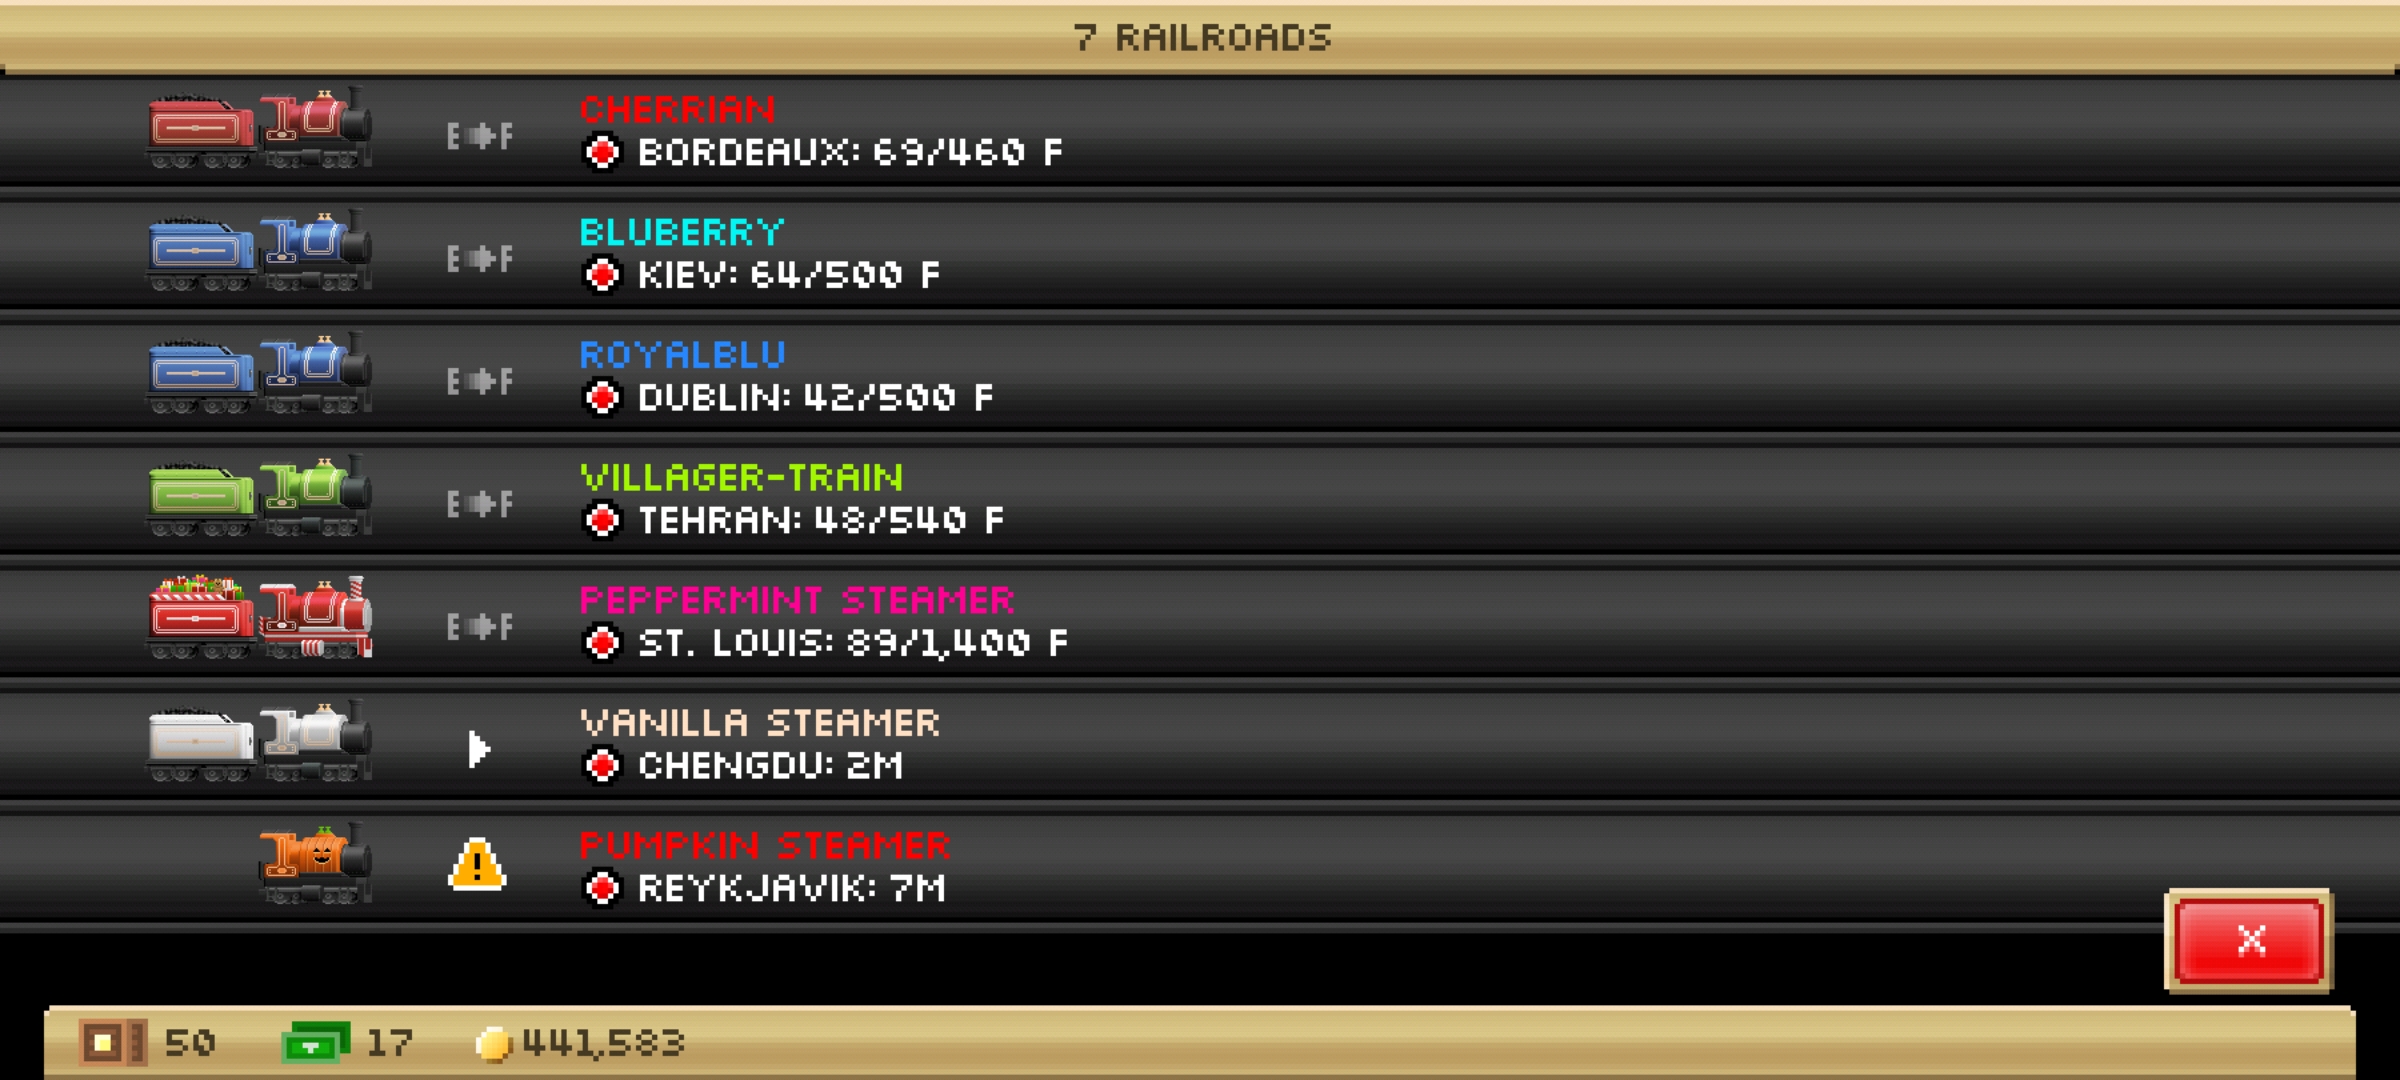 7 RAILROADS
CHERRIAN
E F
BORDEAUX: 69/460 F
BLUBERRY
E F
KIEV: 64/500 F
ROYALBLU
E F
DUBLIN: 42/500 F
VILLAGER-TRAIN
E F
TEHRAN: 48/540 F
PEPPERMINT STEAMER
E F
ST. LOUIS: 89/1,400 F
VANILLA STEAMER
CHENGDU: 2M
PUMPKIN STEAMER
!
REYKJAVIK: 7M
X
50 17 441,583